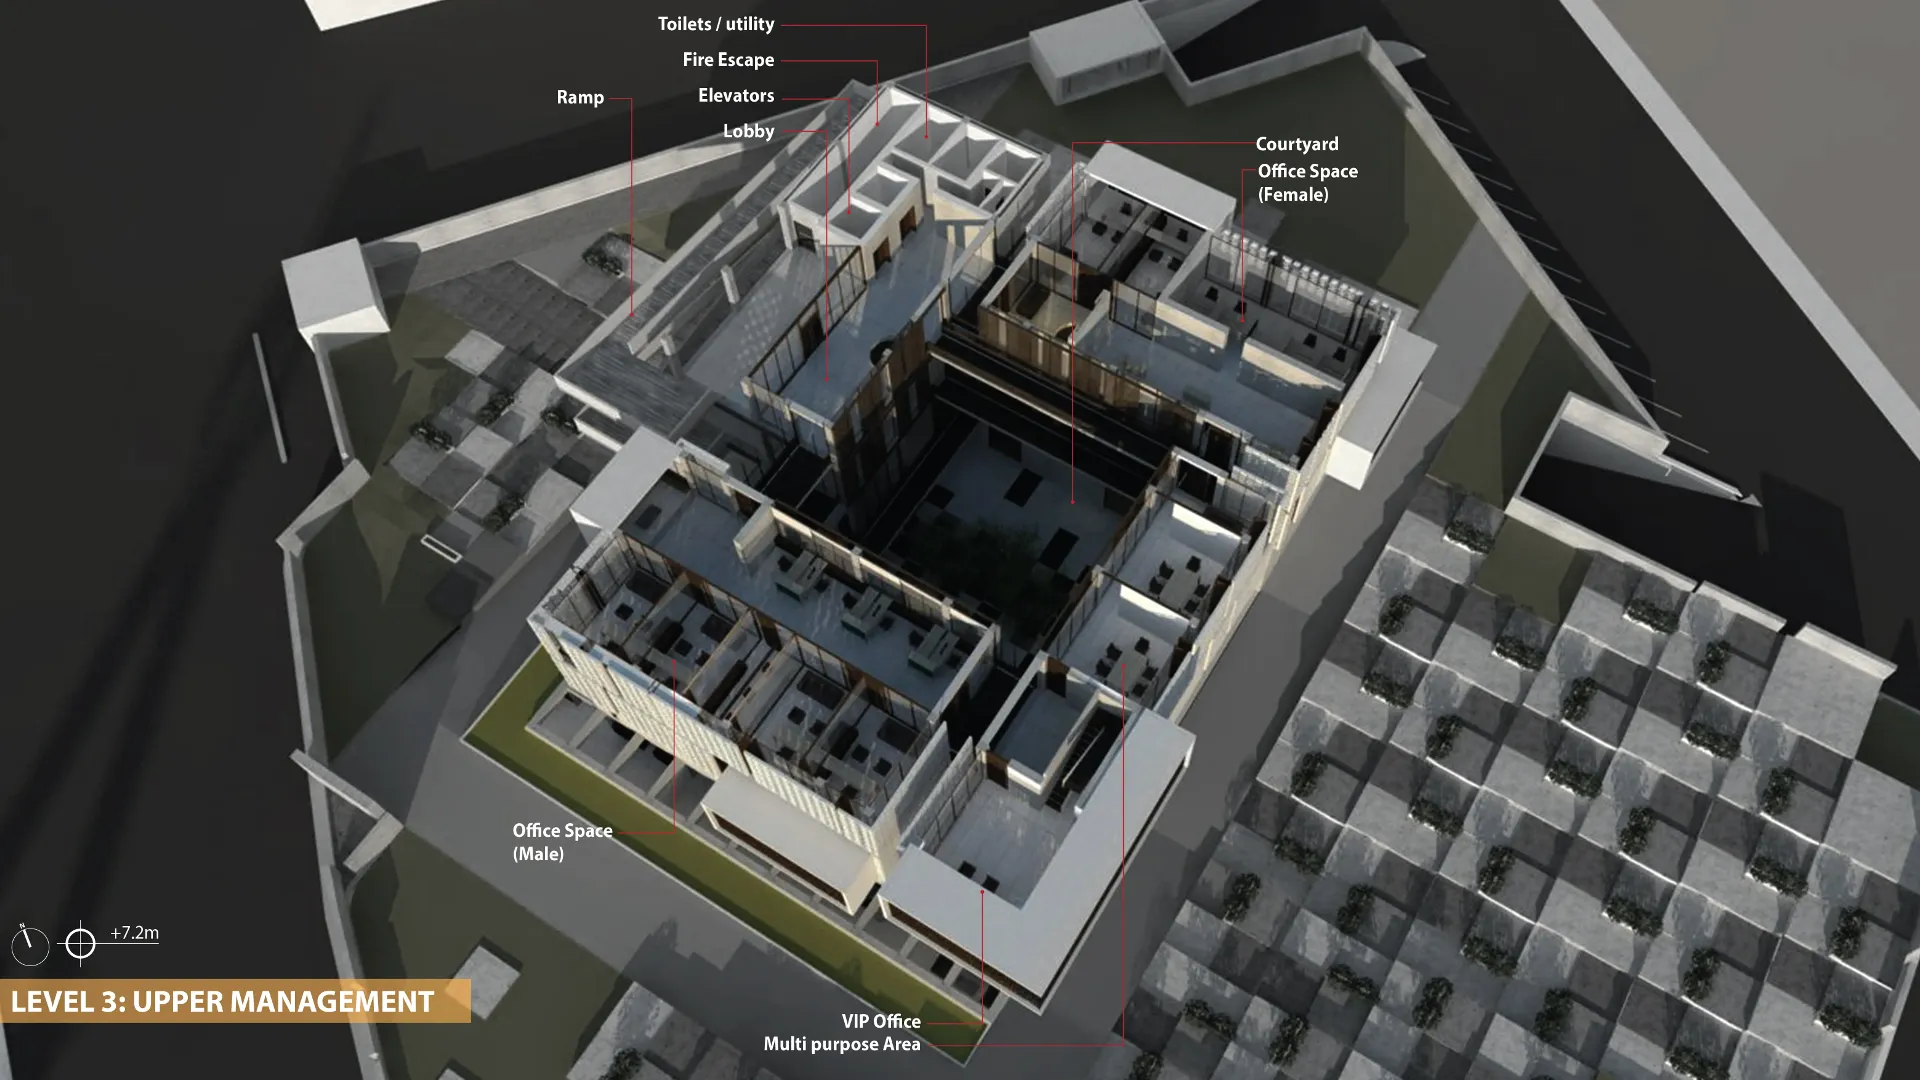 Toilets / utility
Fire Escape
Elevators
Lobby
Ramp
Courtyard
Office Space
(Female)
Office Space
(Male)
VIP Office
Multi purpose Area
N
+7.2m
LEVEL 3: UPPER MANAGEMENT